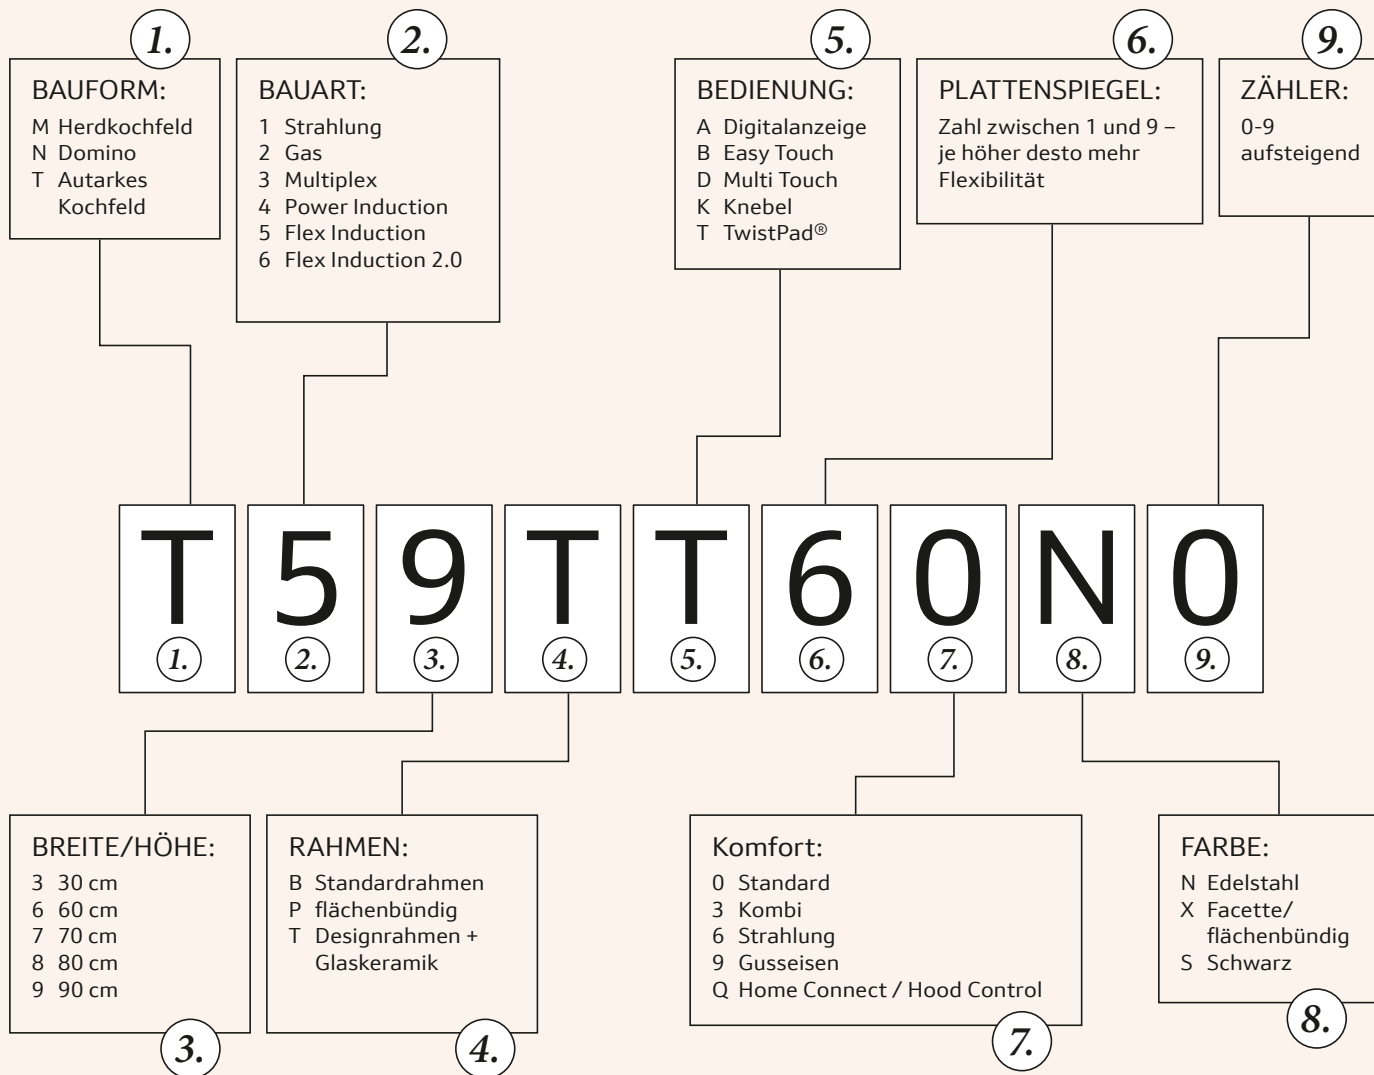 1.
BAUFORM:
M Herdkochfeld
N Domino
T Autarkes
Kochfeld
2.
BAUART:
1 Strahlung
2 Gas
3 Multiplex
4 Power Induction
5 Flex Induction
6 Flex Induction 2.0
5.
BEDIENUNG:
A Digitalanzeige
B Easy Touch
D Multi Touch
K Knebel
T TwistPad®
6.
PLATTENSPIEGEL:
Zahl zwischen 1 und 9 –
je höher desto mehr
Flexibilität
9.
ZÄHLER:
0-9
aufsteigend
T 5 9 T T 6 0 N 0
1. 2. 3. 4. 5. 6. 7. 8. 9.
BREITE/HÖHE:
3 30 cm
6 60 cm
7 70 cm
8 80 cm
9 90 cm
3.
RAHMEN:
B Standardrahmen
P flächenbündig
T Designrahmen +
Glaskeramik
4.
Komfort:
0 Standard
3 Kombi
6 Strahlung
9 Gusseisen
Q Home Connect / Hood Control
7.
FARBE:
N Edelstahl
X Facette/
flächenbündig
S Schwarz
8.